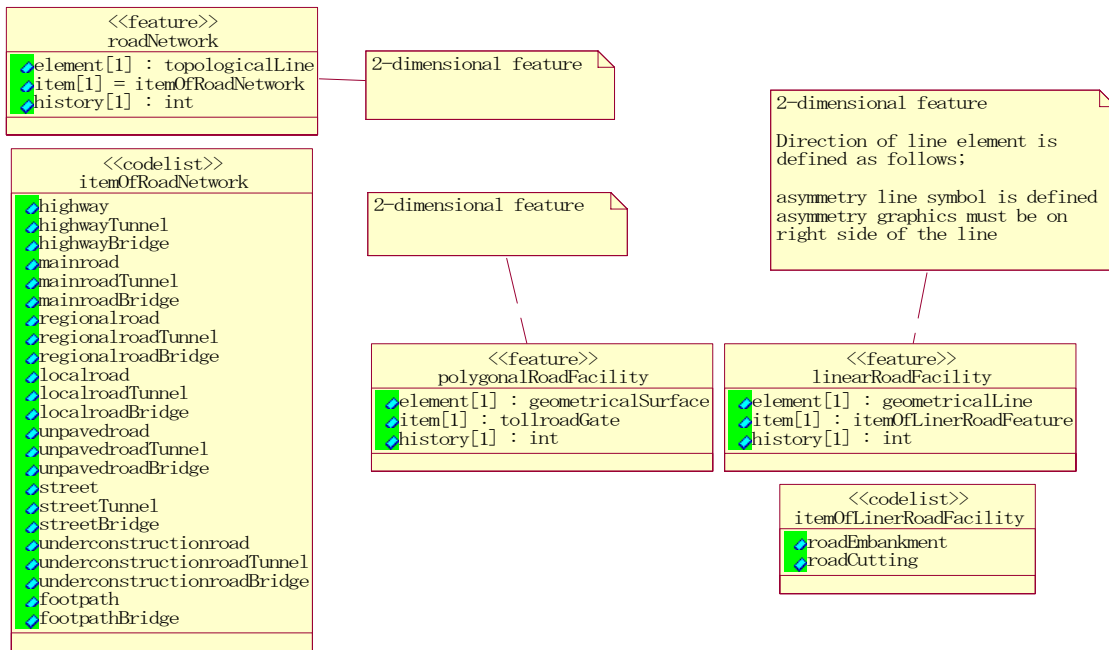 <<feature>>
roadNetwork
element[1] : topologicalLine
item[1] = itemOfRoadNetwork
history[1] : int
2-dimensional feature
<<codelist>>
itemOfRoadNetwork
highway
highwayTunnel
highwayBridge
mainroad
mainroadTunnel
mainroadBridge
regionalroad
regionalroadTunnel
regionalroadBridge
localroad
localroadTunnel
localroadBridge
unpavedroad
unpavedroadTunnel
unpavedroadBridge
street
streetTunnel
streetBridge
underconstructionroad
underconstructionroadTunnel
underconstructionroadBridge
footpath
footpathBridge
2-dimensional feature
<<feature>>
polygonalRoadFacility
element[1] : geometricalSurface
item[1] : tollroadGate
history[1] : int
2-dimensional feature
Direction of line element is
defined as follows;
asymmetry line symbol is defined
asymmetry graphics must be on
right side of the line
<<feature>>
linearRoadFacility
element[1] : geometricalLine
item[1] : itemOfLinerRoadFeature
history[1] : int
<<codelist>>
itemOfLinerRoadFacility
roadEmbankment
roadCutting